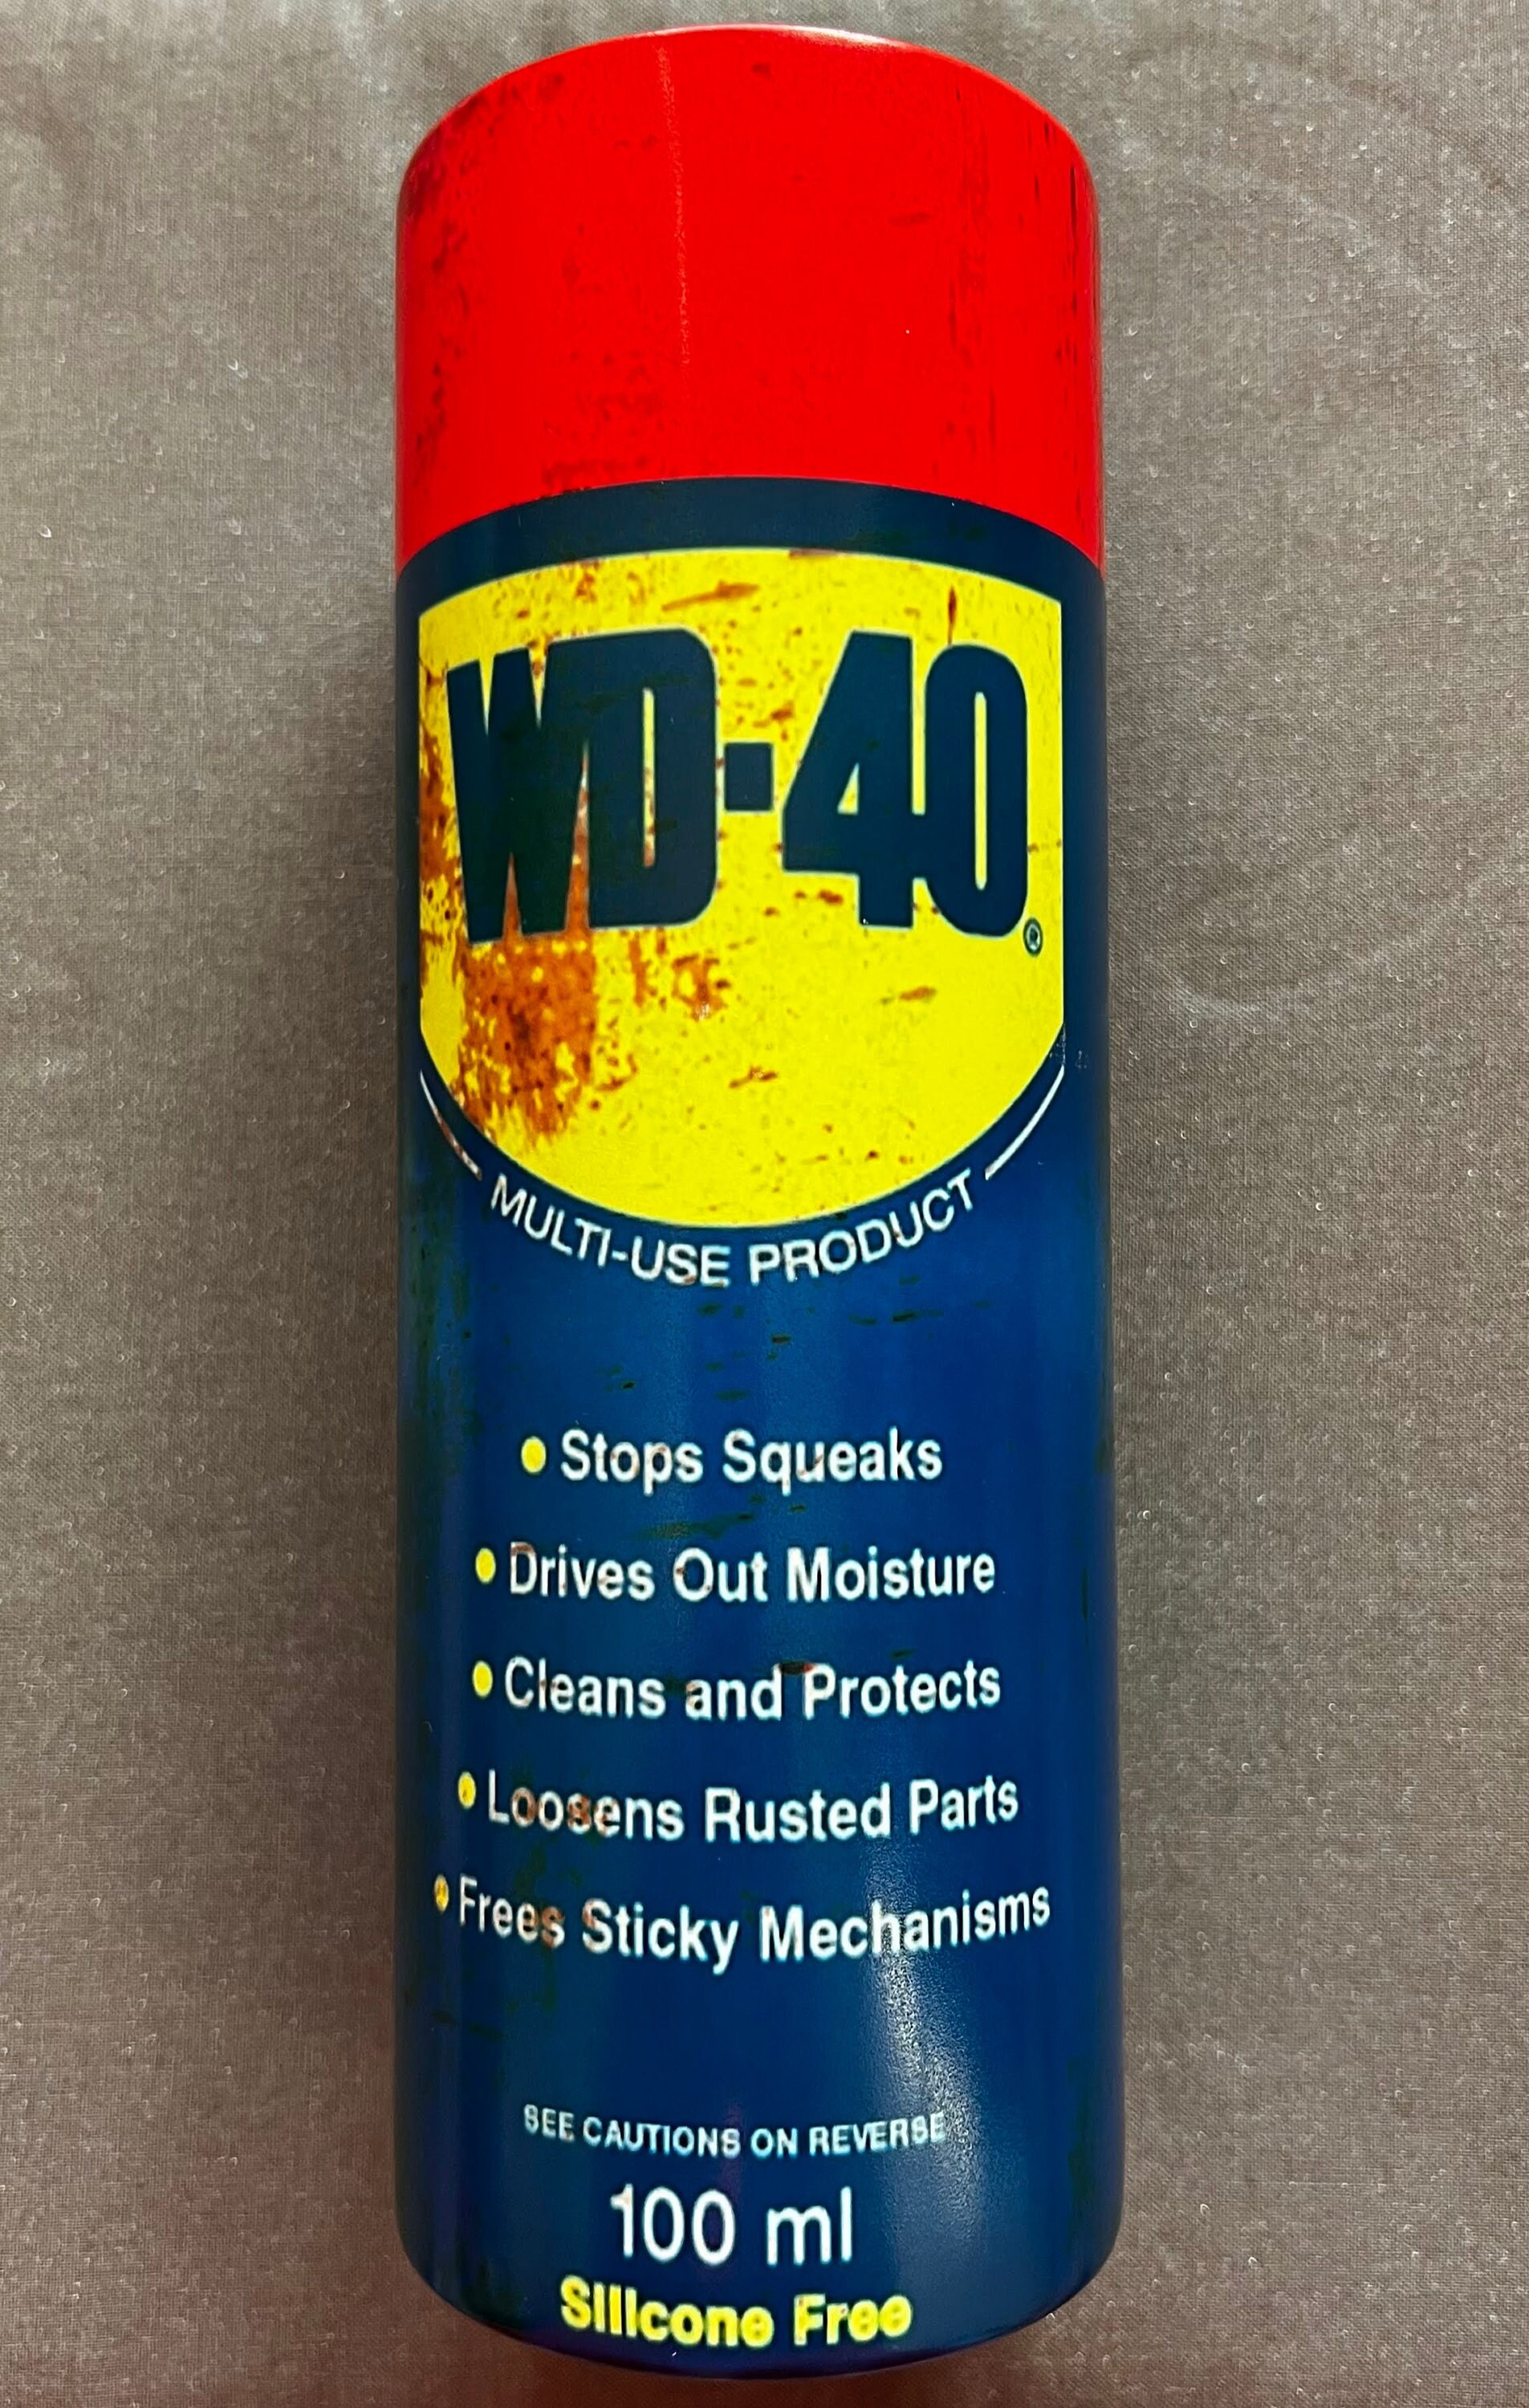 WD-40®
MULTI-USE PRODUCT
• Stops Squeaks
• Drives Out Moisture
• Cleans and Protects
• Loosens Rusted Parts
• Frees Sticky Mechanisms
SEE CAUTIONS ON REVERSE
100 ml
Silicone Free